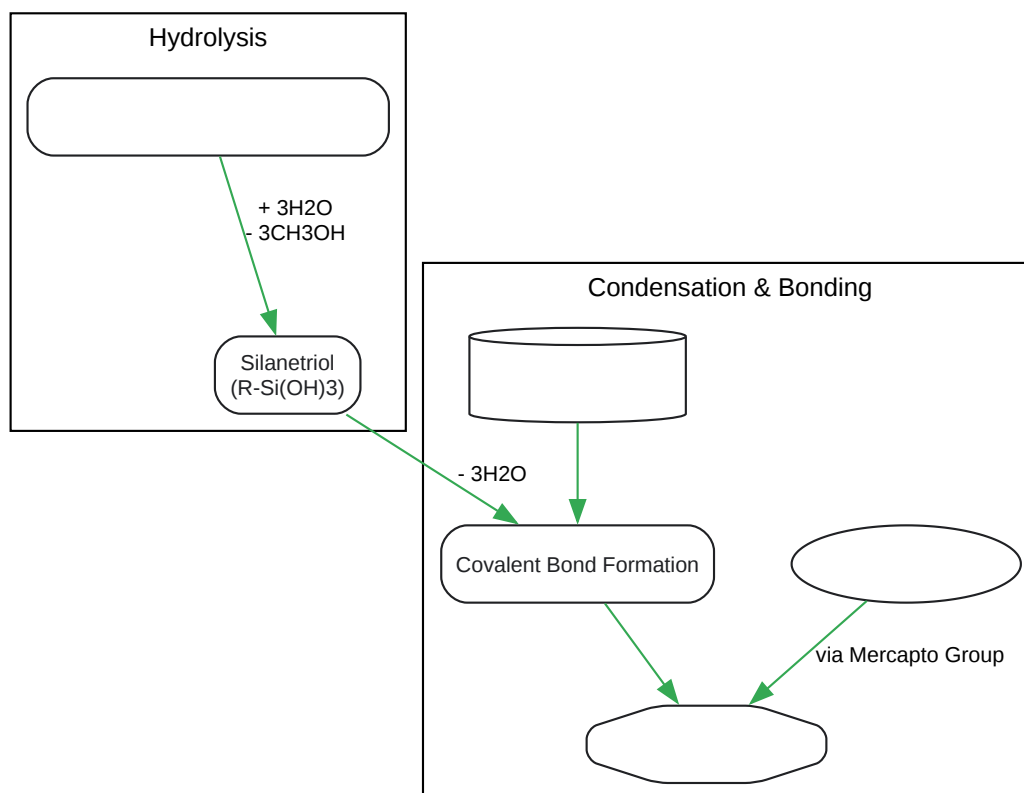 Hydrolysis
+ 3H2O
- 3CH3OH
Silanetriol
(R-Si(OH)3)
Condensation & Bonding
- 3H2O
Covalent Bond Formation
via Mercapto Group